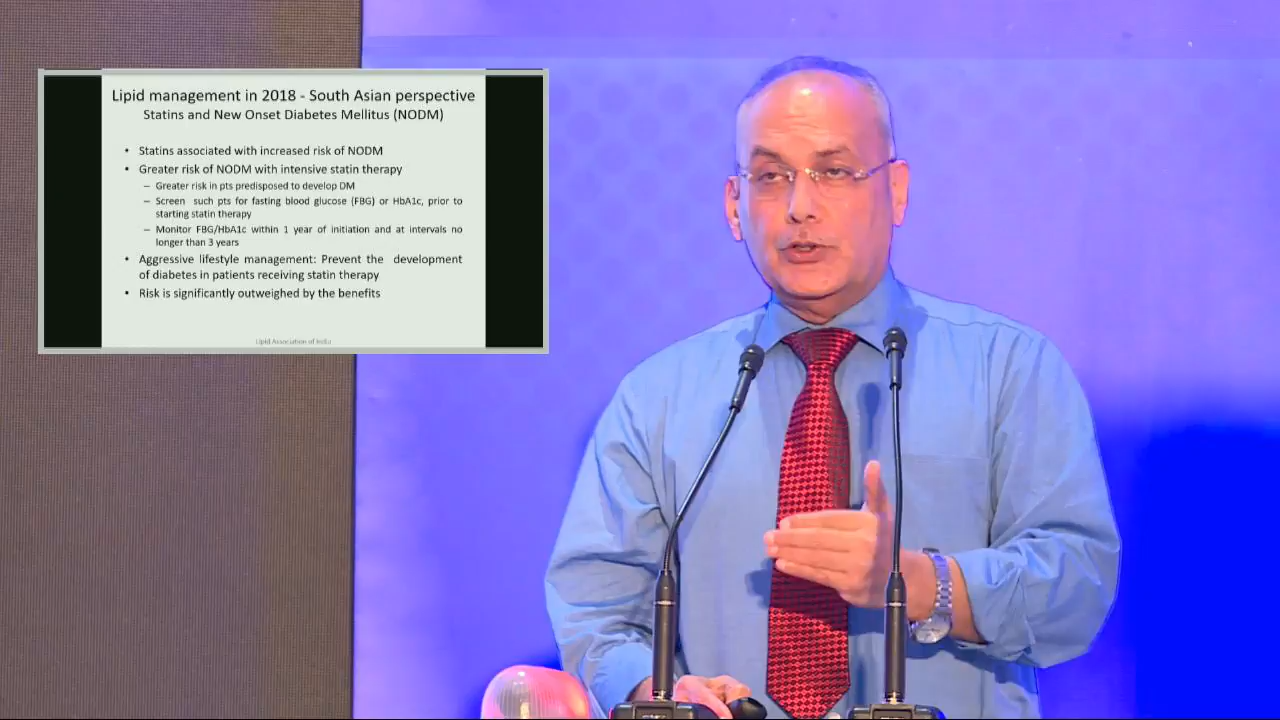 Lipid management in 2018 - South Asian perspective
Statins and New Onset Diabetes Mellitus (NODM)
• Statins associated with increased risk of NODM
• Greater risk of NODM with intensive statin therapy
– Greater risk in pts predisposed to develop DM
– Screen such pts for fasting blood glucose (FBG) or HbA1c, prior to
starting statin therapy
– Monitor FBG/HbA1c within 1 year of initiation and at intervals no
longer than 3 years
• Aggressive lifestyle management: Prevent the development
of diabetes in patients receiving statin therapy
• Risk is significantly outweighed by the benefits
Lipid Association of India